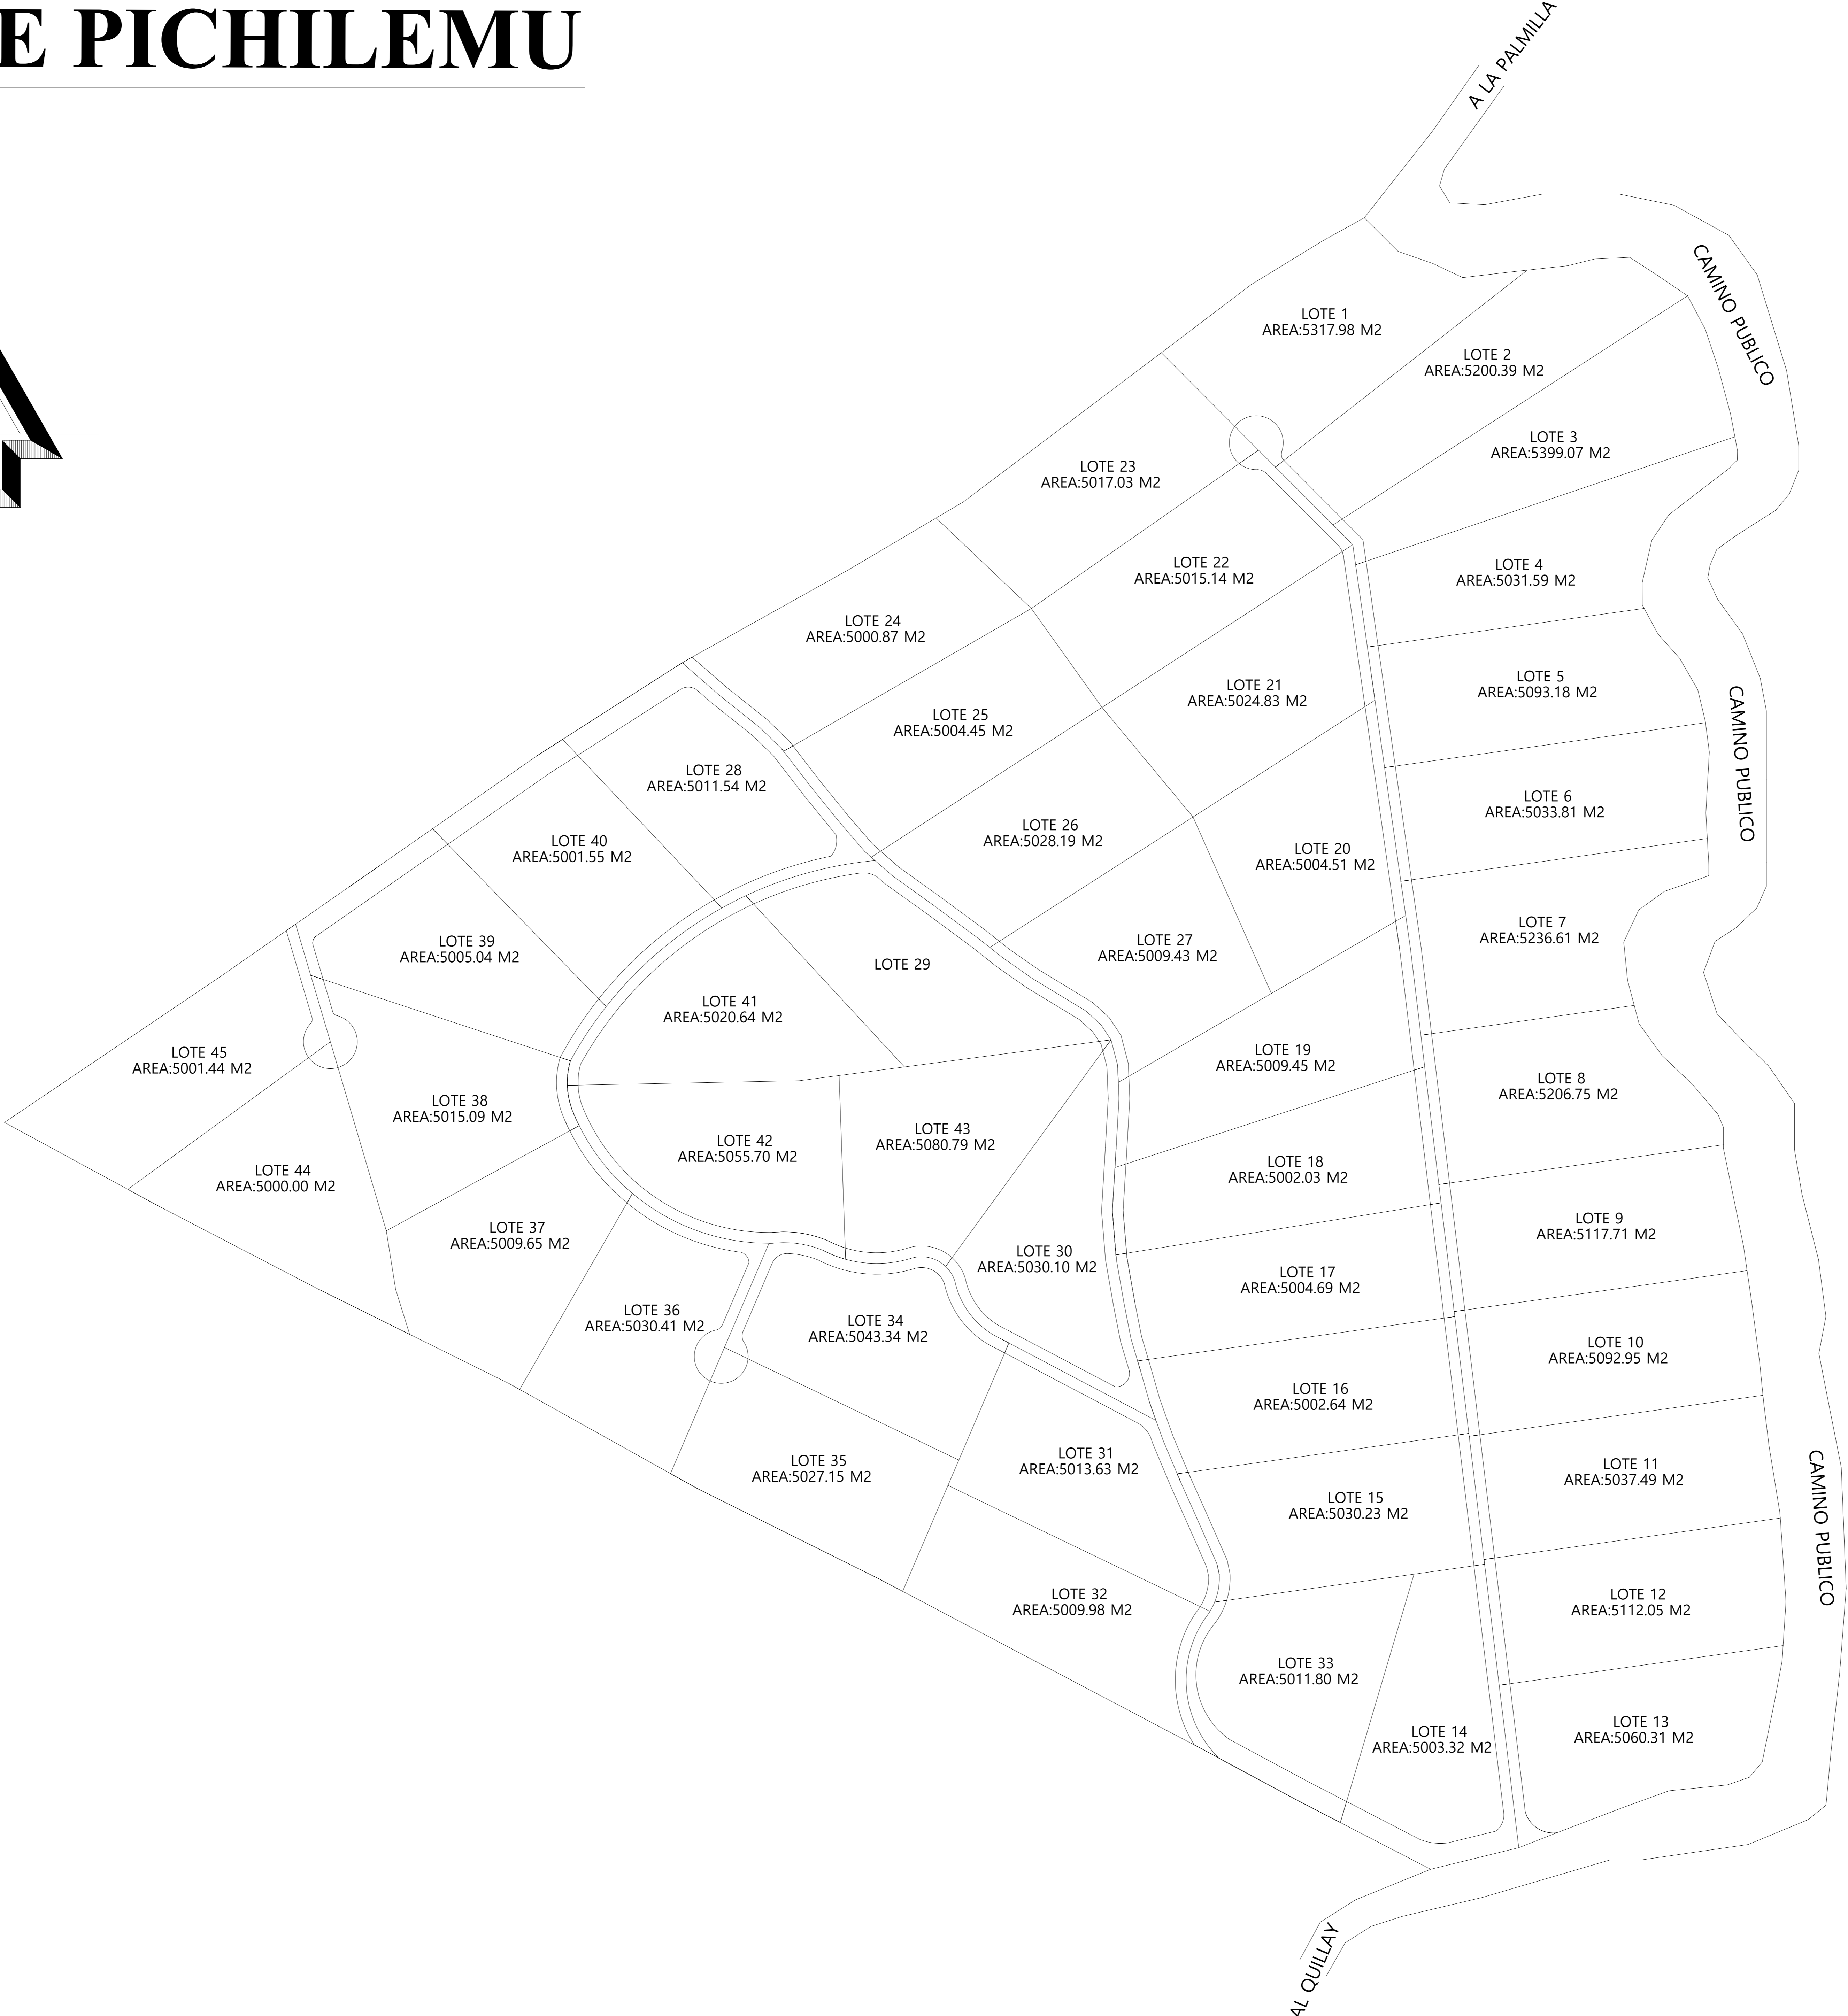 E PICHILEMU
A LA PALMILLA
CAMINO PUBLICO
LOTE 1
AREA:5317.98 M2
LOTE 2
AREA:5200.39 M2
LOTE 3
AREA:5399.07 M2
LOTE 23
AREA:5017.03 M2
LOTE 22
AREA:5015.14 M2
LOTE 4
AREA:5031.59 M2
LOTE 24
AREA:5000.87 M2
LOTE 5
AREA:5093.18 M2
LOTE 21
AREA:5024.83 M2
LOTE 25
AREA:5004.45 M2
CAMINO PUBLICO
LOTE 28
AREA:5011.54 M2
LOTE 6
AREA:5033.81 M2
LOTE 26
AREA:5028.19 M2
LOTE 40
AREA:5001.55 M2
LOTE 20
AREA:5004.51 M2
LOTE 7
AREA:5236.61 M2
LOTE 39
AREA:5005.04 M2
LOTE 27
AREA:5009.43 M2
LOTE 29
LOTE 41
AREA:5020.64 M2
LOTE 45
AREA:5001.44 M2
LOTE 19
AREA:5009.45 M2
LOTE 8
AREA:5206.75 M2
LOTE 38
AREA:5015.09 M2
LOTE 43
AREA:5080.79 M2
LOTE 42
AREA:5055.70 M2
LOTE 18
AREA:5002.03 M2
LOTE 44
AREA:5000.00 M2
LOTE 9
AREA:5117.71 M2
LOTE 37
AREA:5009.65 M2
LOTE 30
AREA:5030.10 M2
LOTE 17
AREA:5004.69 M2
LOTE 36
AREA:5030.41 M2
LOTE 34
AREA:5043.34 M2
LOTE 10
AREA:5092.95 M2
LOTE 16
AREA:5002.64 M2
LOTE 31
AREA:5013.63 M2
LOTE 35
AREA:5027.15 M2
LOTE 11
AREA:5037.49 M2
CAMINO PUBLICO
LOTE 15
AREA:5030.23 M2
LOTE 32
AREA:5009.98 M2
LOTE 12
AREA:5112.05 M2
LOTE 33
AREA:5011.80 M2
LOTE 13
AREA:5060.31 M2
LOTE 14
AREA:5003.32 M2
AL QUILLAY